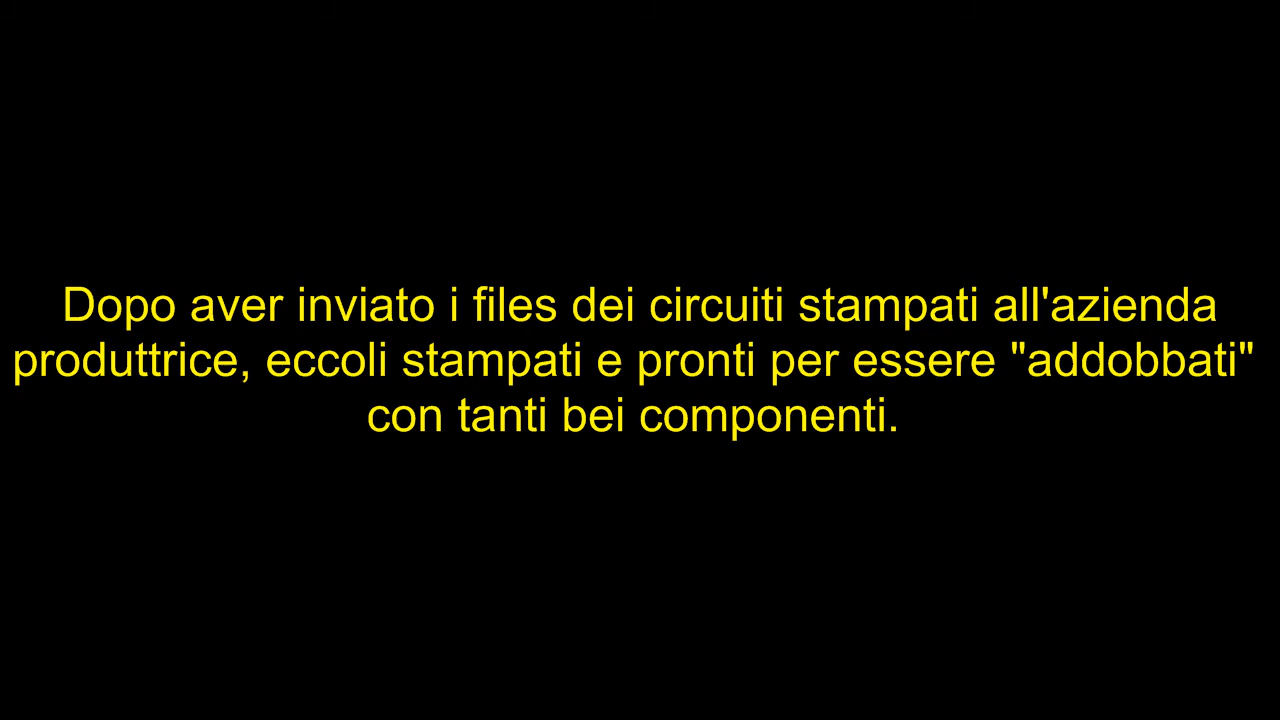 Dopo aver inviato i files dei circuiti stampati all'azienda
produttrice, eccoli stampati e pronti per essere "addobbati"
con tanti bei componenti.